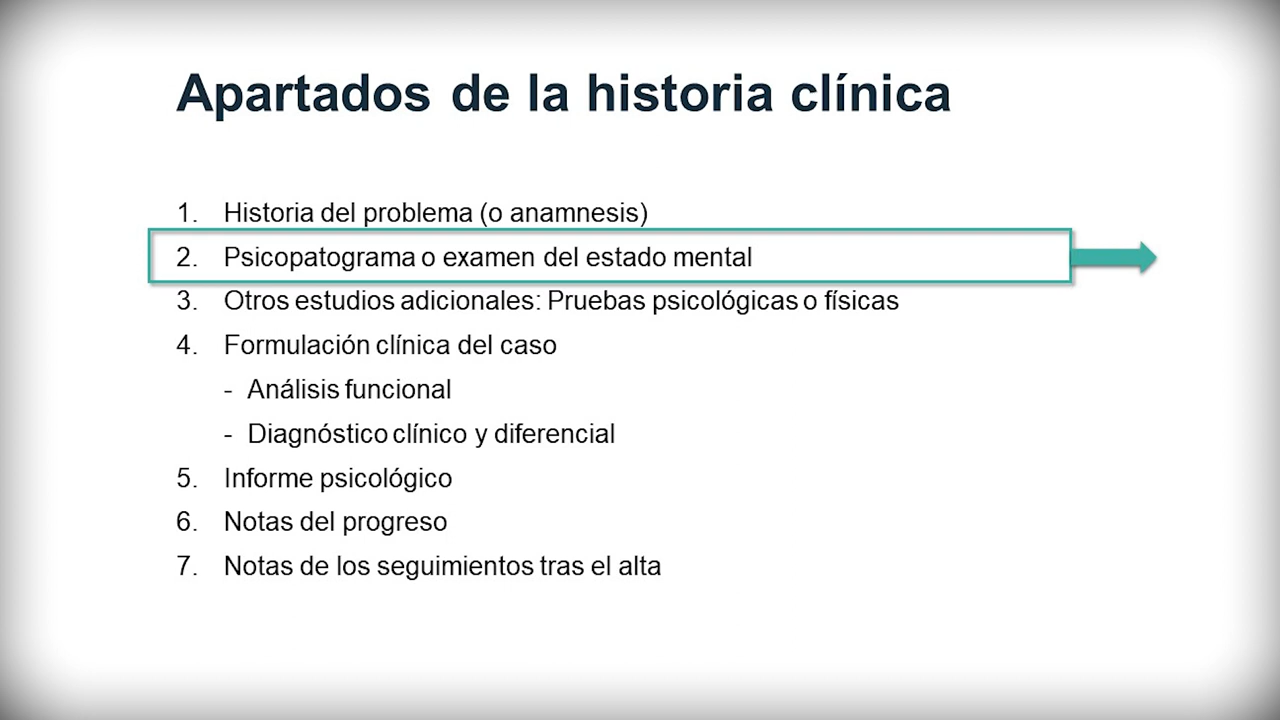 Apartados de la historia clínica
1. Historia del problema (o anamnesis)
2. Psicopatograma o examen del estado mental
3. Otros estudios adicionales: Pruebas psicológicas o físicas
4. Formulación clínica del caso
- Análisis funcional
- Diagnóstico clínico y diferencial
5. Informe psicológico
6. Notas del progreso
7. Notas de los seguimientos tras el alta